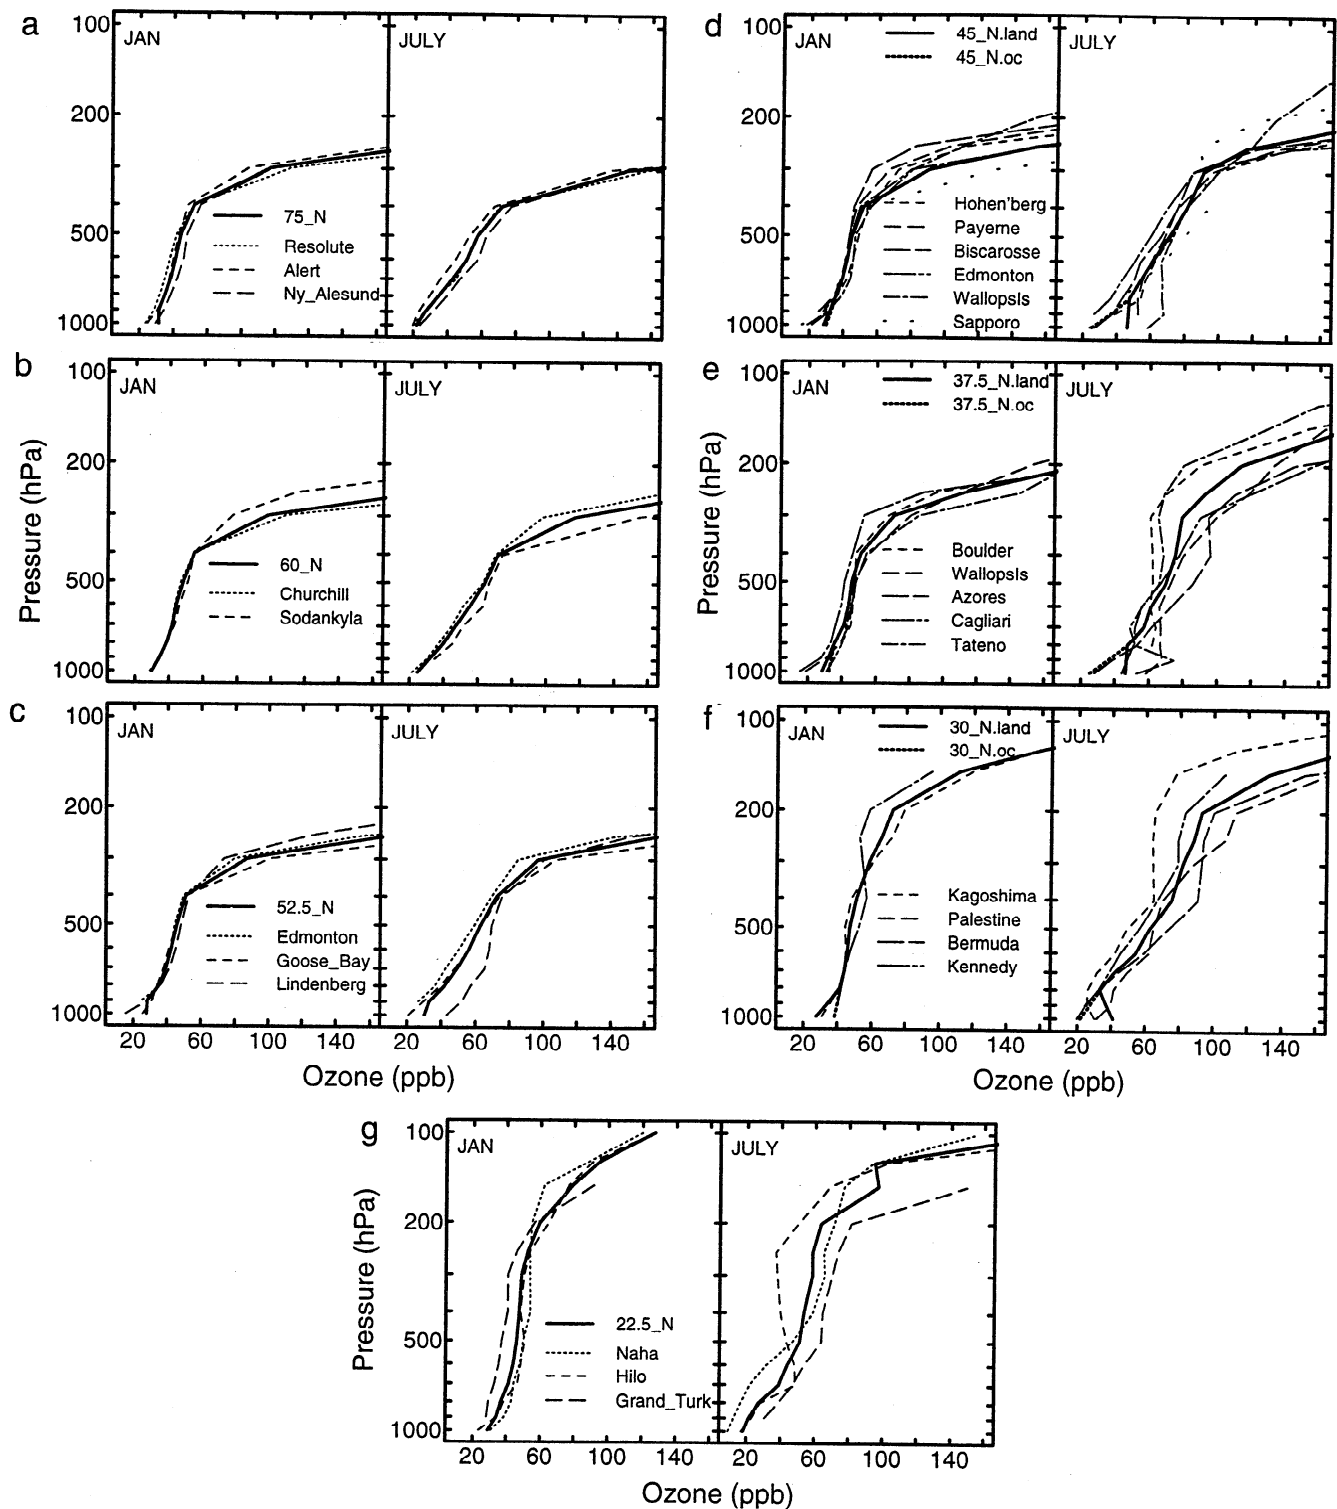 a
JAN
JULY
100
200
500
1000
75_N
Resolute
Alert
Ny_Alesund
d
JAN
JULY
45_N.land
45_N.oc
100
200
500
1000
Hohen'berg
Payerne
Biscarosse
Edmonton
WallopsIs
Sapporo
b
JAN
JULY
Pressure (hPa)
100
200
500
1000
60_N
Churchill
Sodankyla
e
JAN
JULY
37.5_N.land
37.5_N.oc
Pressure (hPa)
100
200
500
1000
Boulder
WallopsIs
Azores
Cagliari
Tateno
c
JAN
JULY
100
200
500
1000
52.5_N
Edmonton
Goose_Bay
Lindenberg
20 60 100 140 20 60 100 140
Ozone (ppb)
f
JAN
JULY
30_N.land
30_N.oc
100
200
500
1000
Kagoshima
Palestine
Bermuda
Kennedy
20 60 100 140 20 60 100 140
Ozone (ppb)
g
JAN
JULY
Pressure (hPa)
100
200
500
1000
22.5_N
Naha
Hilo
Grand_Turk
20 60 100 140 20 60 100 140
Ozone (ppb)